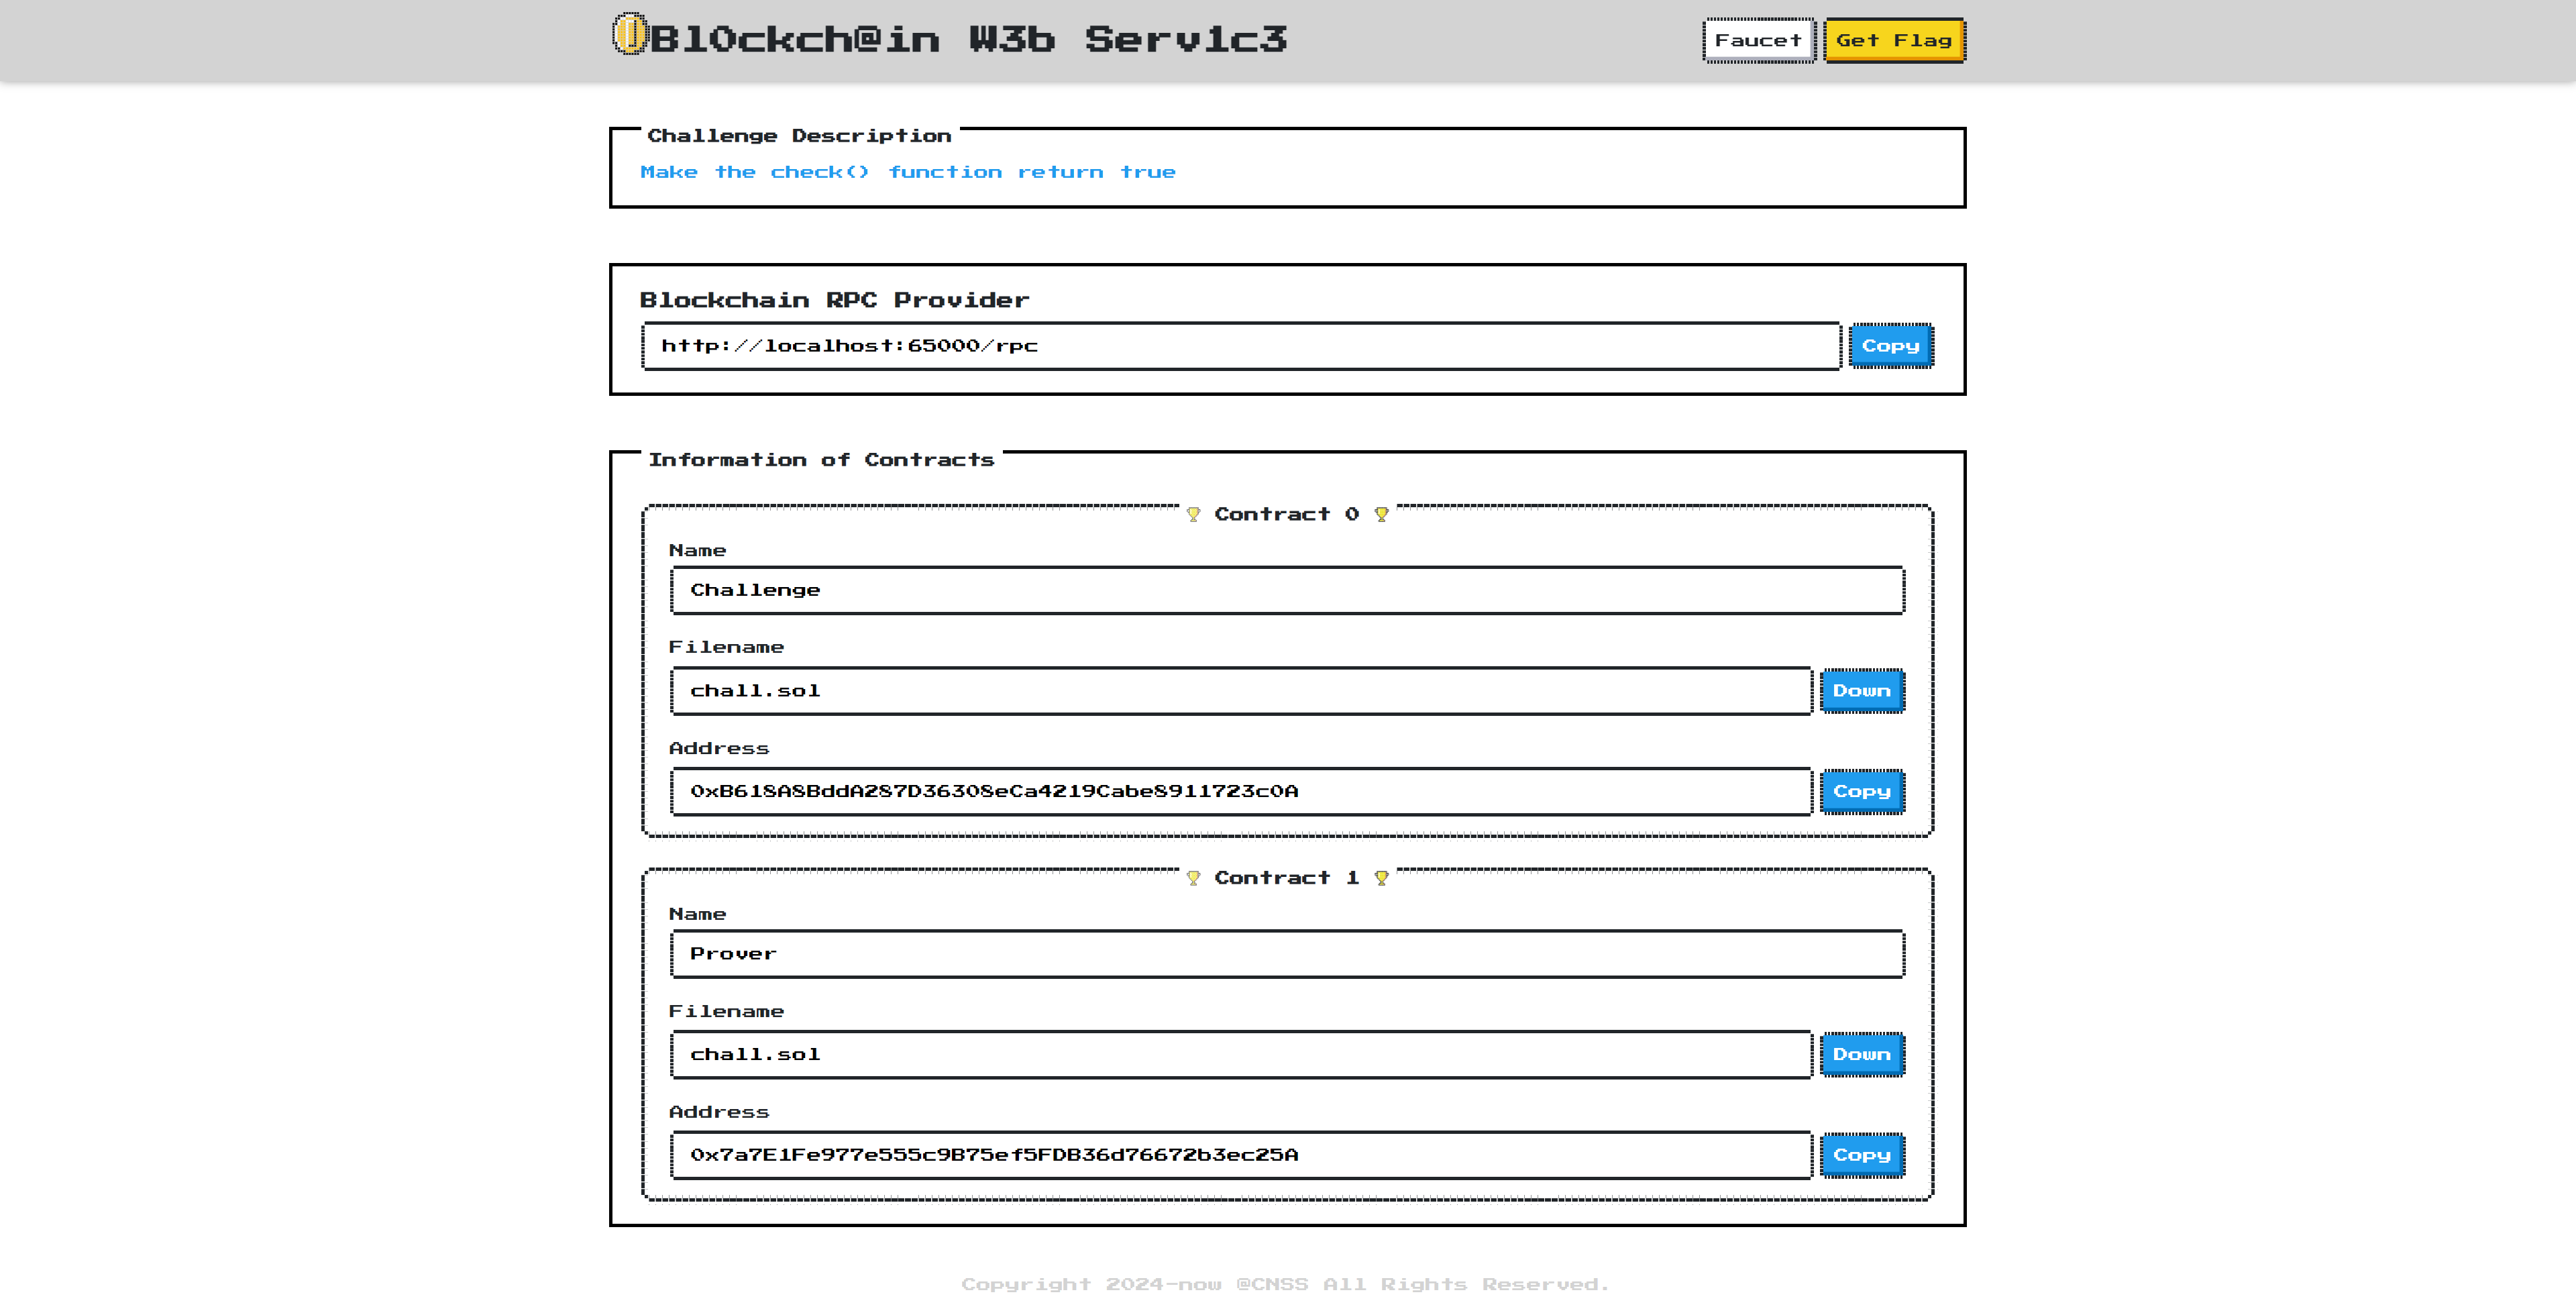 Bl0ckch@in W3b Serv1c3
Faucet
Get Flag
Challenge Description
Make the check() function return true
Blockchain RPC Provider
http://localhost:65000/rpc
Copy
Information of Contracts
Contract 0
Name
Challenge
Filename
chall.sol
Down
Address
0xB618A8BddA287D36308eCa4219Cabe8911723c0A
Copy
Contract 1
Name
Prover
Filename
chall.sol
Down
Address
0x7a7E1Fe977e555c9B75ef5FDB36d76672b3ec25A
Copy
Copyright 2024-now @CNSS All Rights Reserved.